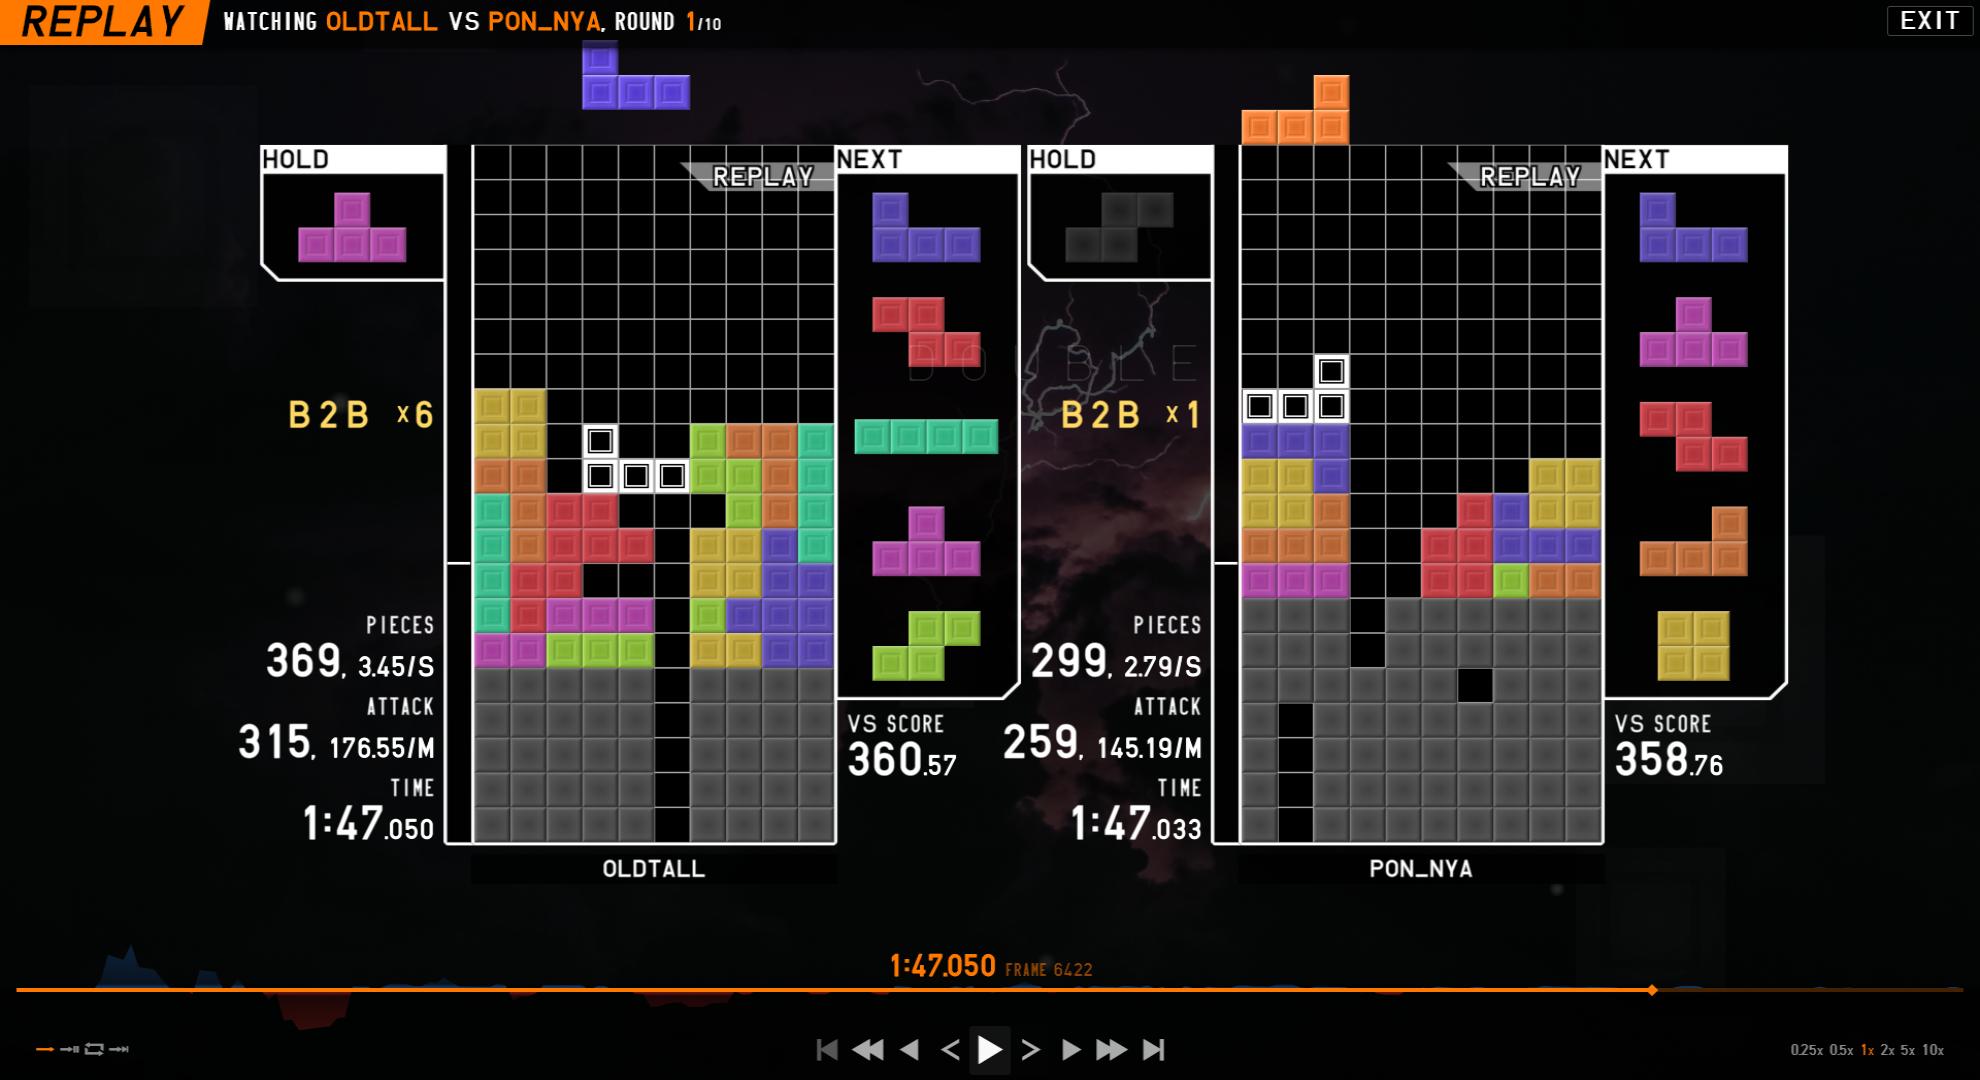 REPLAY WATCHING OLDTALL VS PON_NYA, ROUND 1/10 EXIT
HOLD
REPLAY
NEXT
B2B x6
PIECES
369, 3.45/S
ATTACK
315, 176.55/M
TIME
1:47.050
VS SCORE
360.57
OLDTALL
DOUBLE
HOLD
REPLAY
NEXT
B2B x1
PIECES
299, 2.79/S
ATTACK
259, 145.19/M
TIME
1:47.033
VS SCORE
358.76
PON_NYA
1:47.050 FRAME 6422
0.25x 0.5x 1x 2x 5x 10x